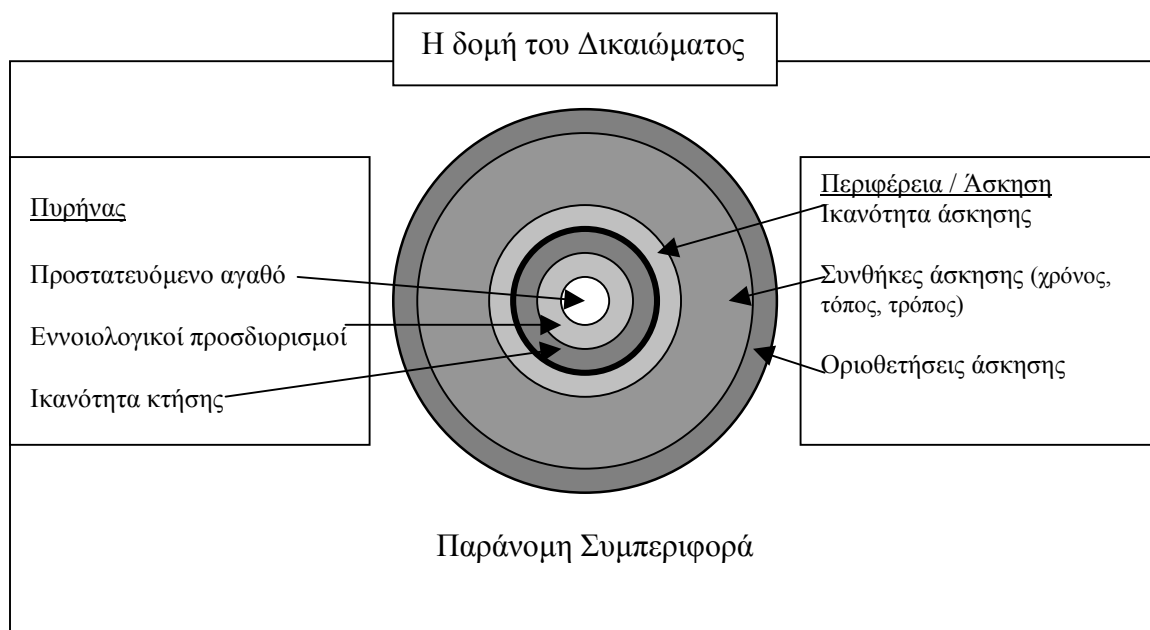 Η δομή του Δικαιώματος
Πυρήνας
Προστατευόμενο αγαθό
Εννοιολογικοί προσδιορισμοί
Ικανότητα κτήσης
Περιφέρεια / Άσκηση
Ικανότητα άσκησης
Συνθήκες άσκησης (χρόνος,
τόπος, τρόπος)
Οριοθετήσεις άσκησης
Παράνομη Συμπεριφορά